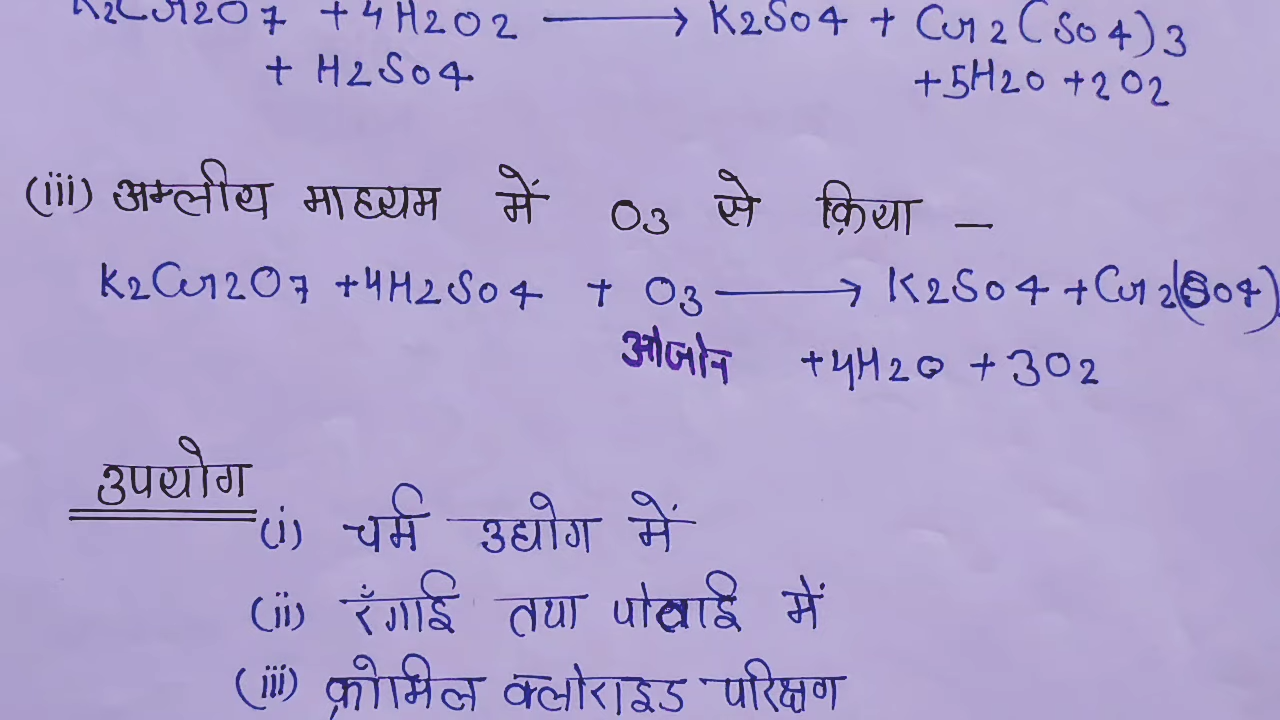 K2Cr2O7 + 4H2O2 ⟶ K2SO4 + Cr2(SO4)3
+ H2SO4 +5H2O +2O2
(iii) अम्लीय माध्यम में O3 से क्रिया —
K2Cr2O7 +4H2SO4 + O3 ⟶ K2SO4 + Cr2(SO4)
ओजोन +4H2O + 3O2
उपयोग
(i) चर्म उद्योग में
(ii) रँगाई तथा में
(iii) क्रोमिल क्लोराइड परिक्षण